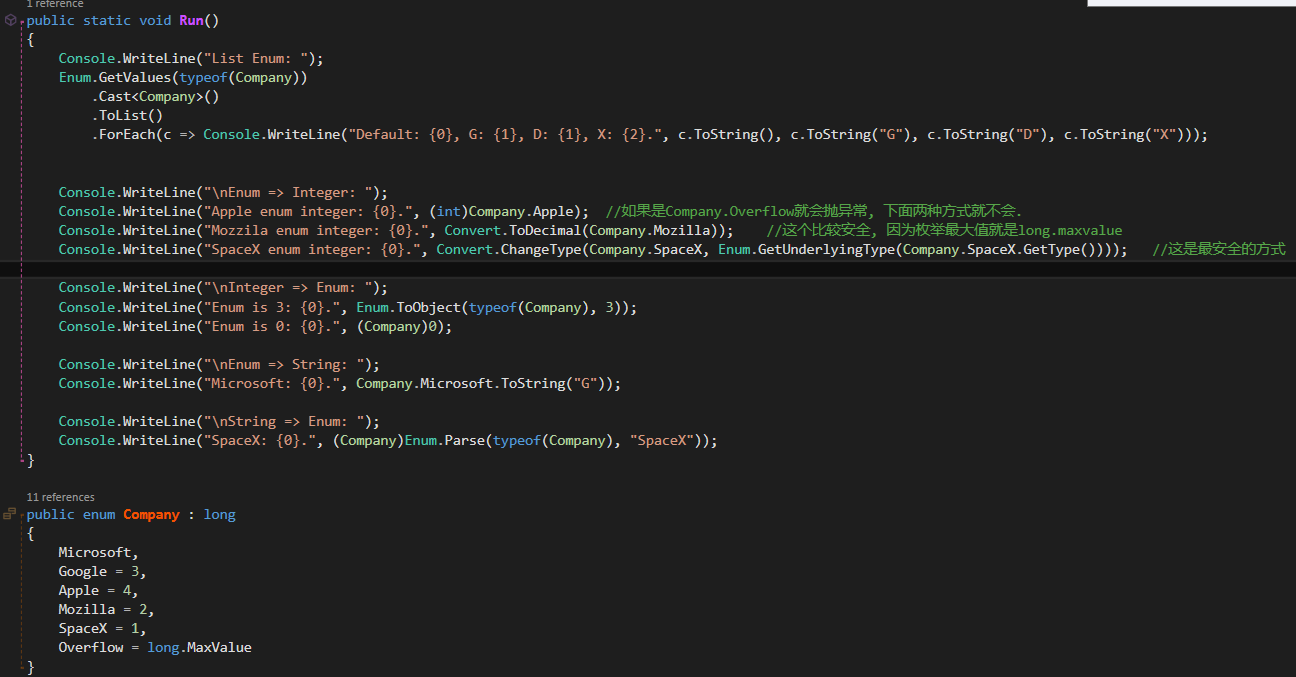 1 reference
public static void Run()
{
Console.WriteLine("List Enum: ");
Enum.GetValues(typeof(Company))
.Cast<Company>()
.ToList()
.ForEach(c => Console.WriteLine("Default: {0}, G: {1}, D: {1}, X: {2}.", c.ToString(), c.ToString("G"), c.ToString("D"), c.ToString("X")));
Console.WriteLine("\nEnum => Integer: ");
Console.WriteLine("Apple enum integer: {0}.", (int)Company.Apple);  //如果是Company.Overflow就会抛异常, 下面两种方式就不会.
Console.WriteLine("Mozzila enum integer: {0}.", Convert.ToDecimal(Company.Mozilla));    //这个比较安全, 因为枚举最大值就是long.maxvalue
Console.WriteLine("SpaceX enum integer: {0}.", Convert.ChangeType(Company.SpaceX, Enum.GetUnderlyingType(Company.SpaceX.GetType())));   //这是最安全的方式
Console.WriteLine("\nInteger => Enum: ");
Console.WriteLine("Enum is 3: {0}.", Enum.ToObject(typeof(Company), 3));
Console.WriteLine("Enum is 0: {0}.", (Company)0);
Console.WriteLine("\nEnum => String: ");
Console.WriteLine("Microsoft: {0}.", Company.Microsoft.ToString("G"));
Console.WriteLine("\nString => Enum: ");
Console.WriteLine("SpaceX: {0}.", (Company)Enum.Parse(typeof(Company), "SpaceX"));
}
11 references
public enum Company : long
{
Microsoft,
Google = 3,
Apple = 4,
Mozilla = 2,
SpaceX = 1,
Overflow = long.MaxValue
}